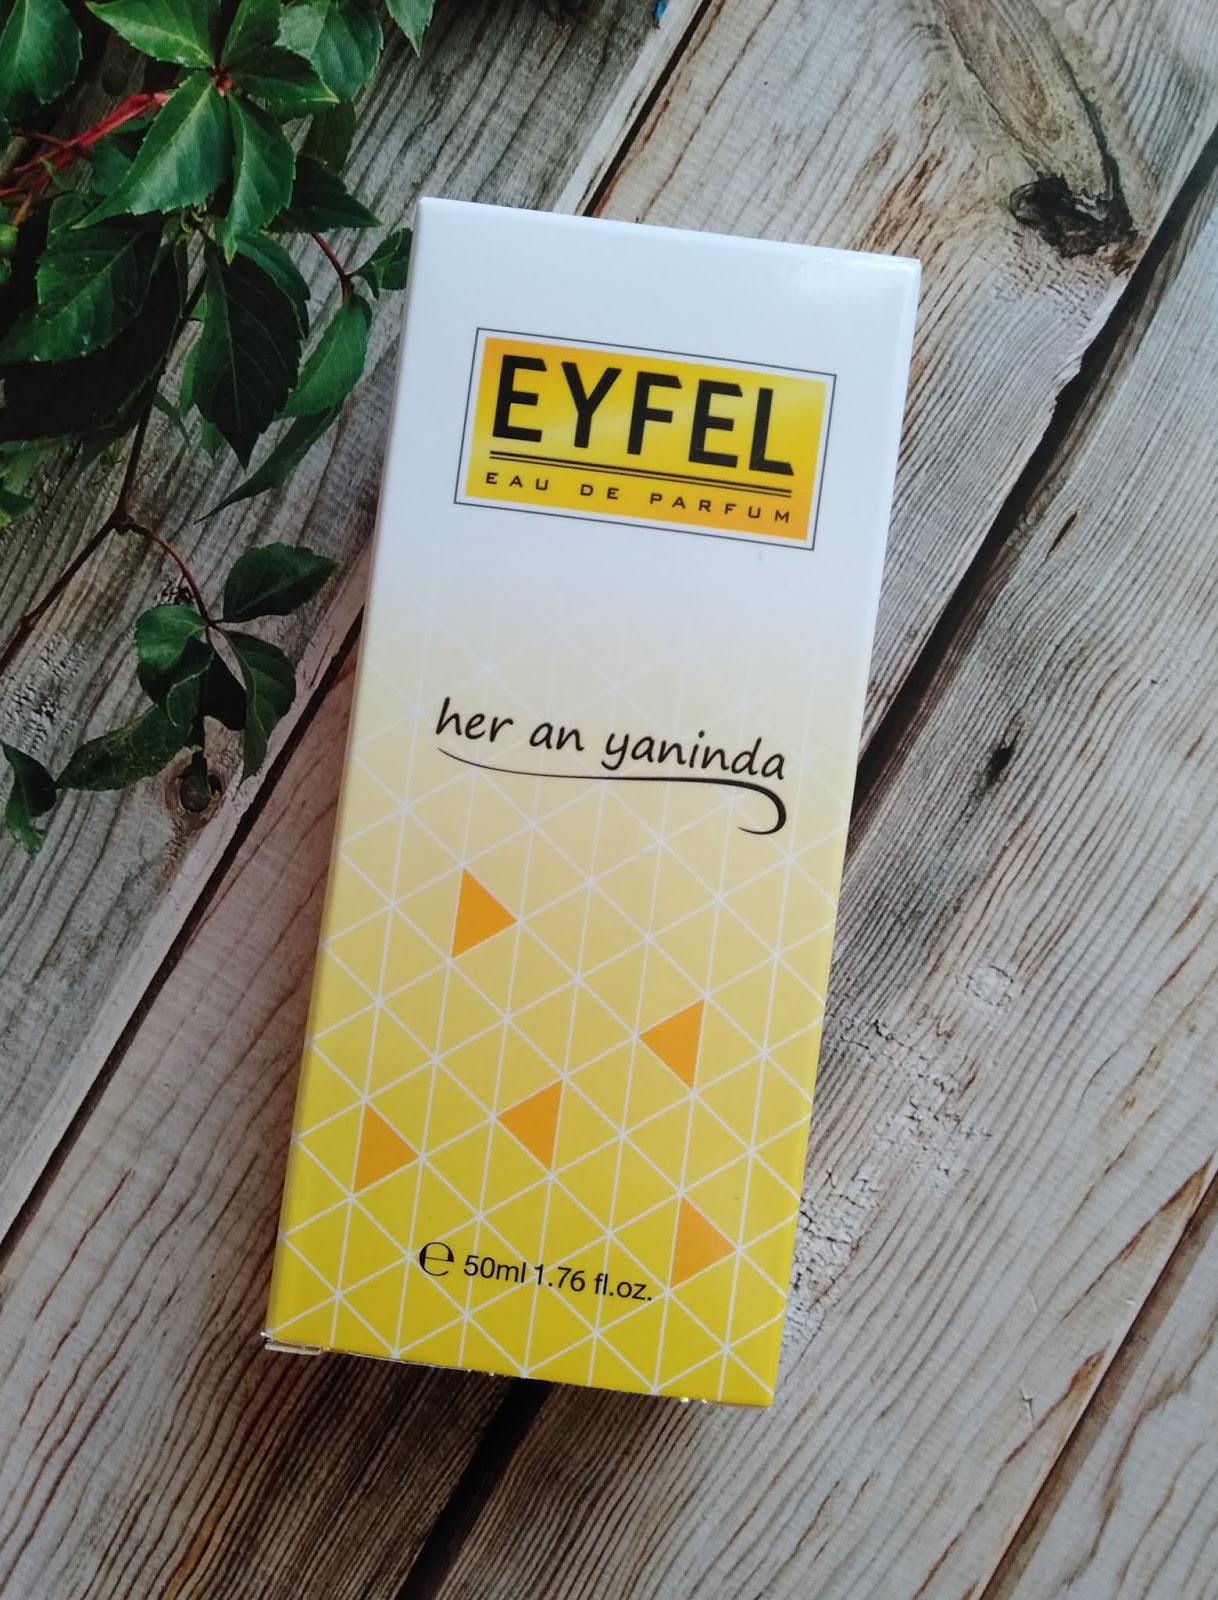 EYFEL
EAU DE PARFUM
her an yaninda
℮ 50ml 1.76 fl.oz.